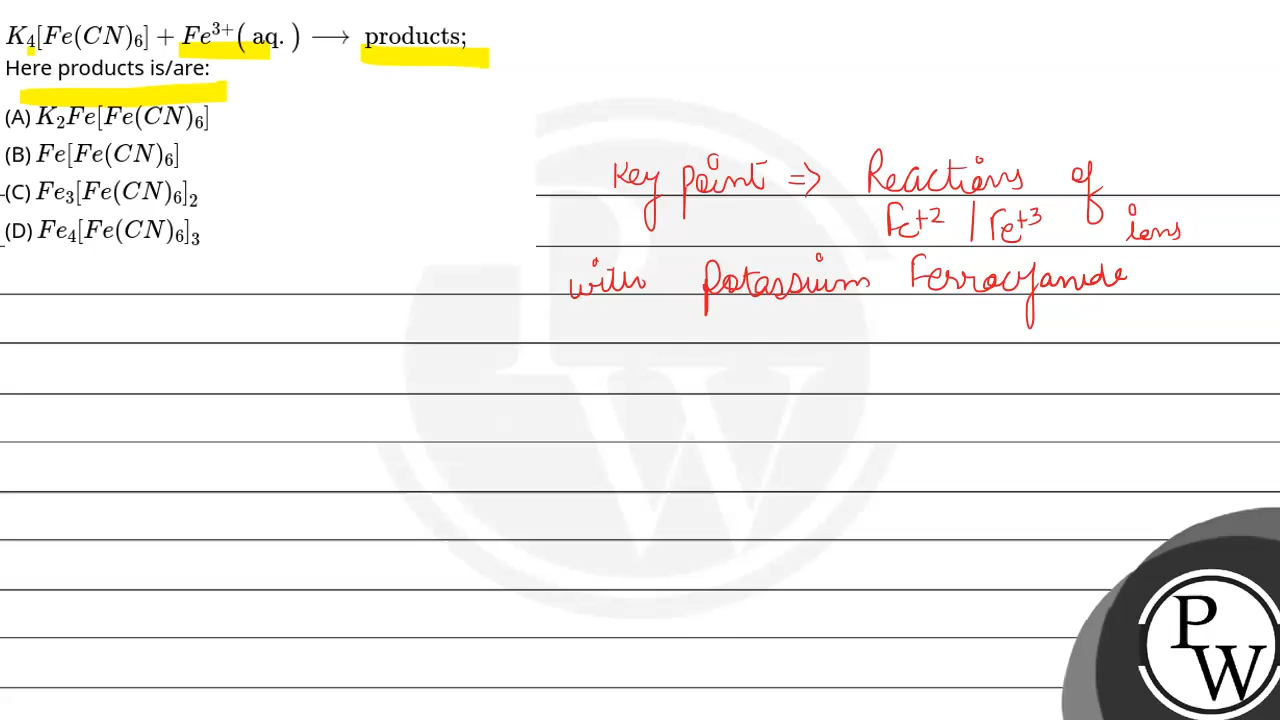 K₄[Fe(CN)₆] + Fe³⁺( aq. ) ⟶ products;
Here products is/are:
(A) K₂Fe[Fe(CN)₆]
(B) Fe[Fe(CN)₆]
(C) Fe₃[Fe(CN)₆]₂
(D) Fe₄[Fe(CN)₆]₃
Key point ⇒ Reactions of
Fe⁺² | Fe⁺³ ions
with Potassium Ferrocyanide
PW
PW